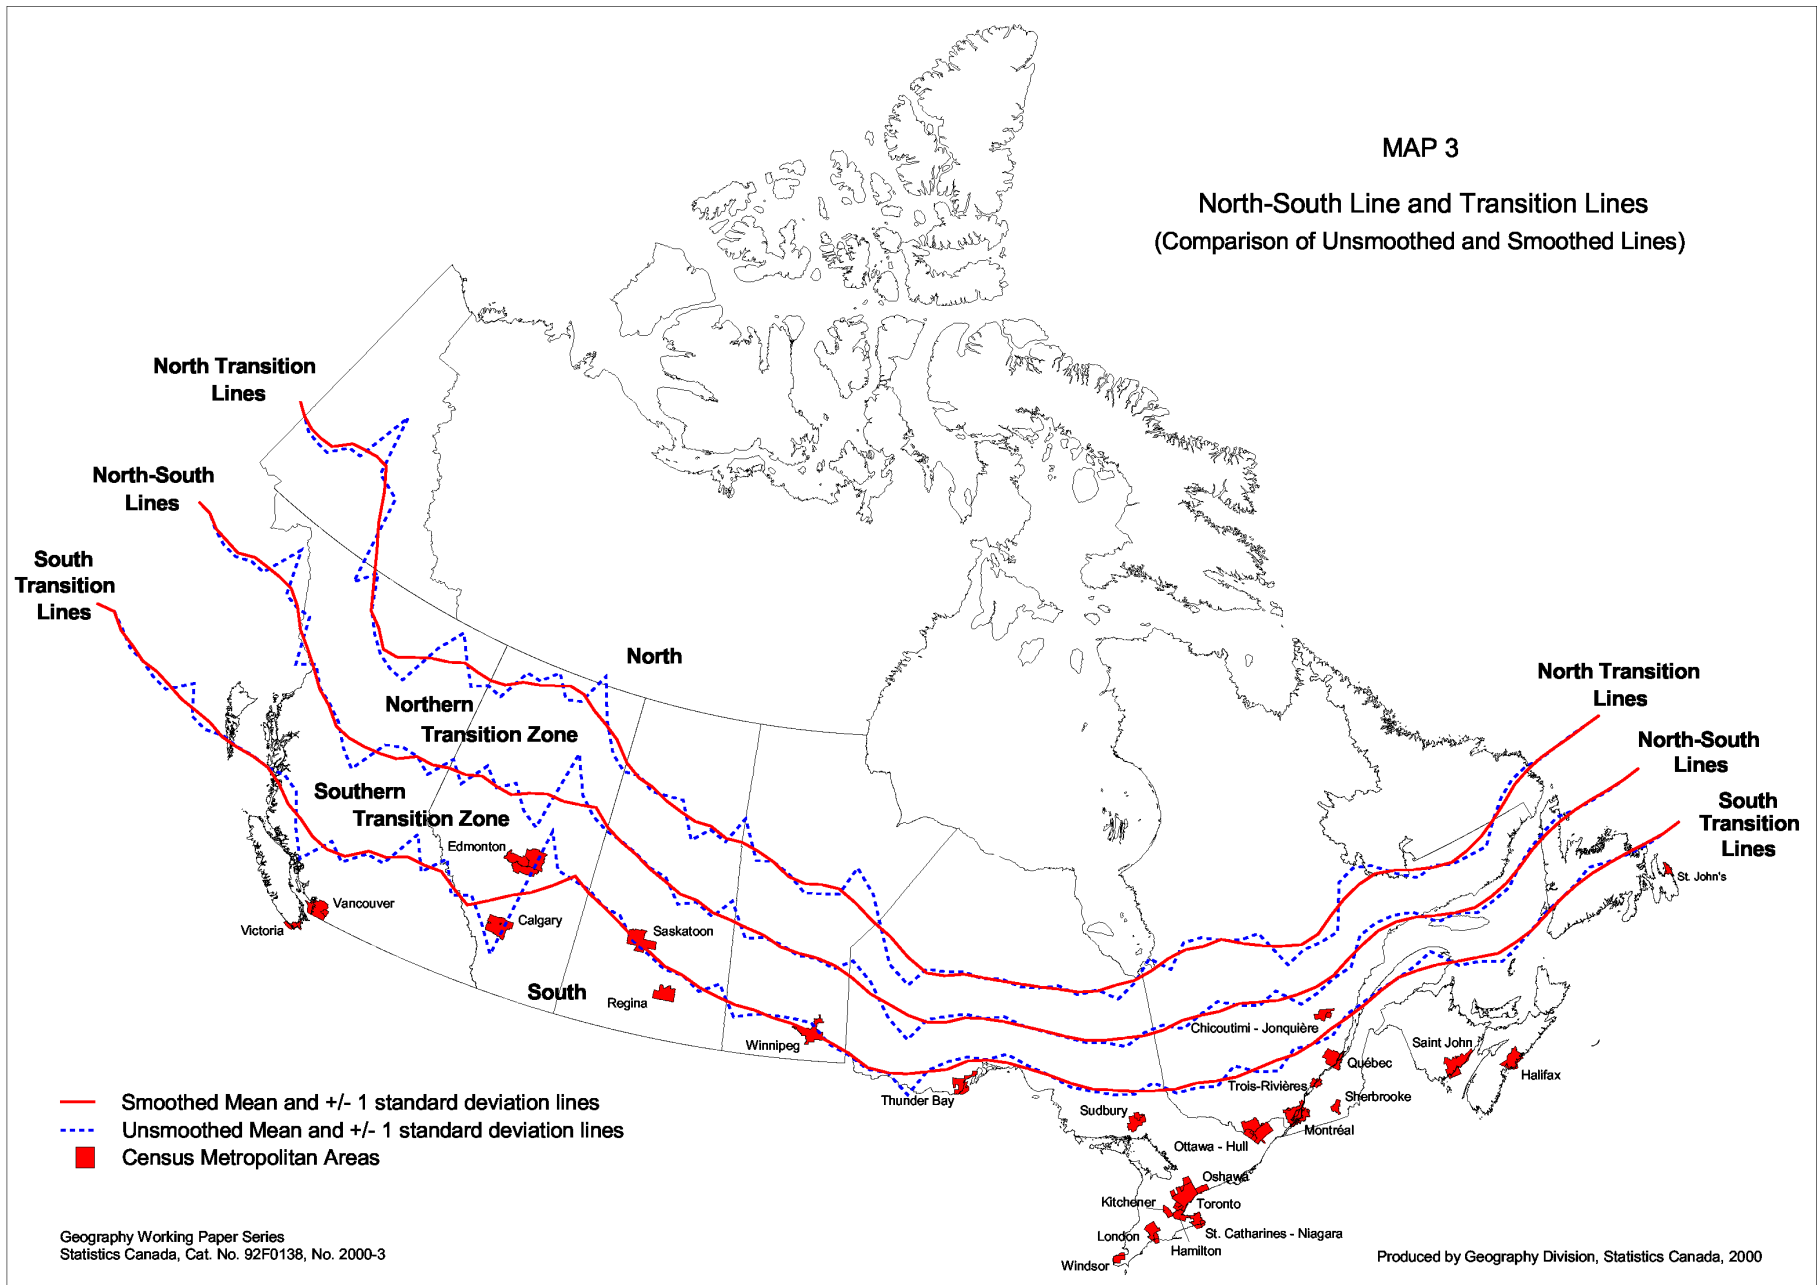 MAP 3
North-South Line and Transition Lines
(Comparison of Unsmoothed and Smoothed Lines)
North Transition
Lines
North-South
Lines
South
Transition
Lines
North
Northern
Transition Zone
Southern
Transition Zone
South
North Transition
Lines
North-South
Lines
South
Transition
Lines
Edmonton
Vancouver
Victoria
Calgary
Saskatoon
Regina
Winnipeg
Thunder Bay
Sudbury
Chicoutimi - Jonquière
Québec
Trois-Rivières
Sherbrooke
Montréal
Ottawa - Hull
Oshawa
Toronto
Kitchener
St. Catharines - Niagara
Hamilton
London
Windsor
Saint John
Halifax
St. John's
Smoothed Mean and +/- 1 standard deviation lines
Unsmoothed Mean and +/- 1 standard deviation lines
Census Metropolitan Areas
Geography Working Paper Series
Statistics Canada, Cat. No. 92F0138, No. 2000-3
Produced by Geography Division, Statistics Canada, 2000